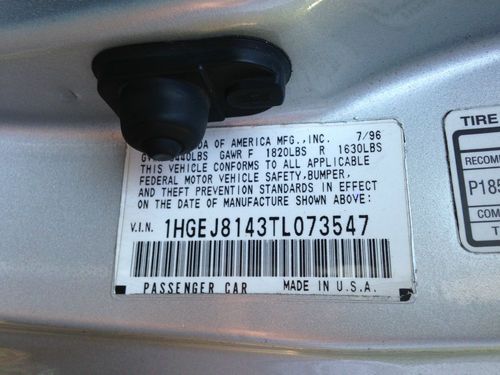 OF AMERICA MFG.,INC. 7/96
GAWR F 1820LBS R 1630LBS
THIS VEHICLE CONFORMS TO ALL APPLICABLE
FEDERAL MOTOR VEHICLE SAFETY,BUMPER,
AND THEFT PREVENTION STANDARDS IN EFFECT
ON THE DATE OF MANUFACTURE SHOWN ABOVE:
V.I.N. 1HGEJ8143TL073547
PASSENGER CAR MADE IN U.S.A.
TIRE